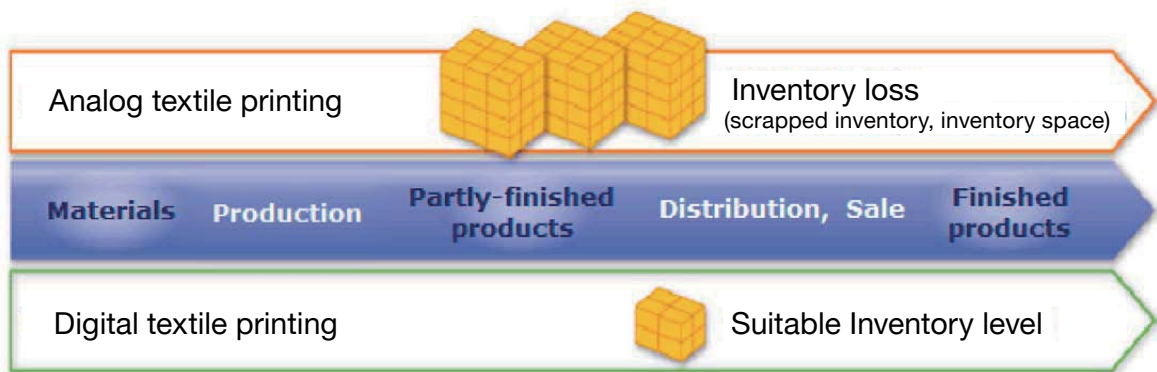 Analog textile printing
Inventory loss
(scrapped inventory, inventory space)
Materials
Production
Partly-finished
products
Distribution, Sale
Finished
products
Digital textile printing
Suitable Inventory level